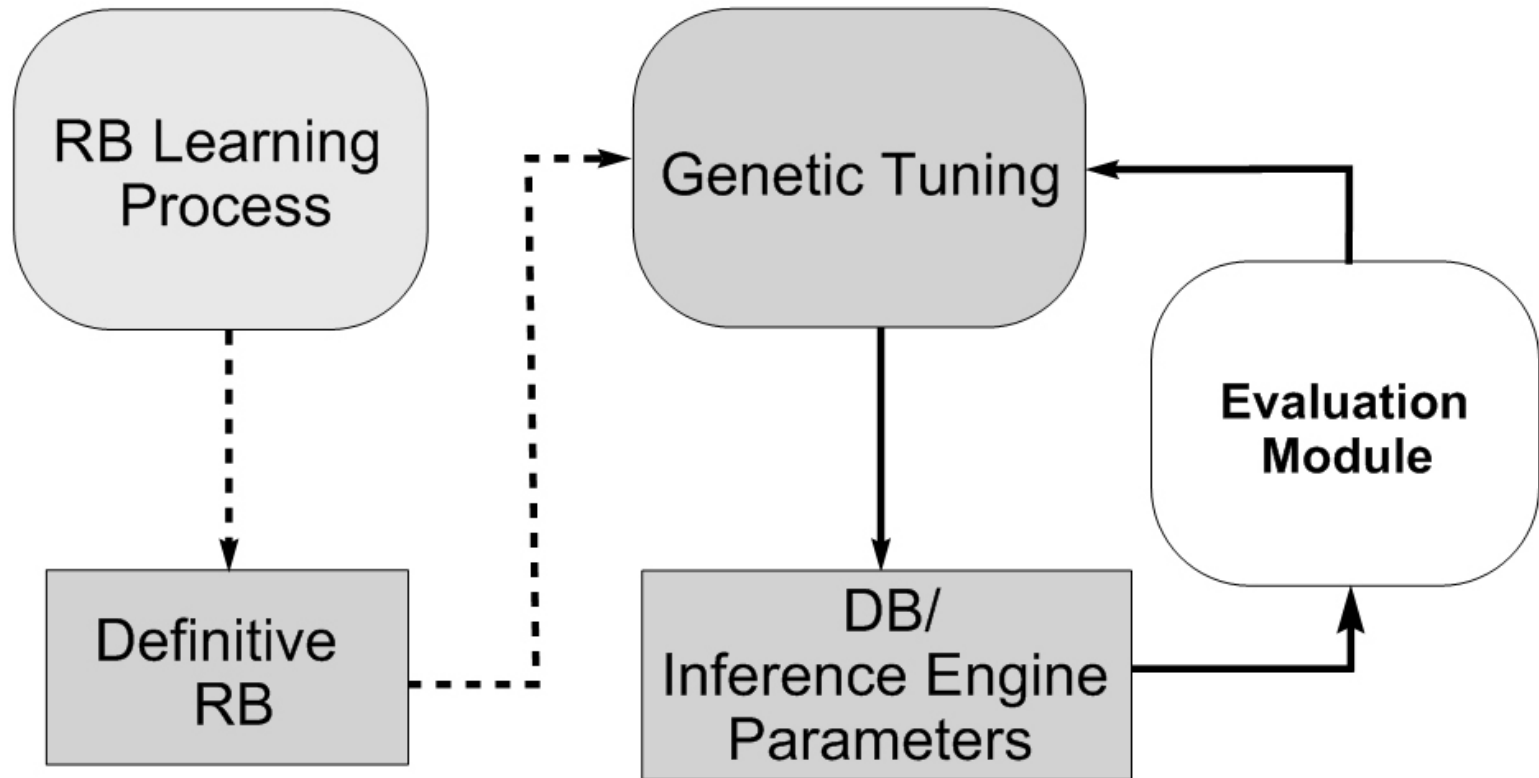 RB Learning
Process
Genetic Tuning
Evaluation
Module
Definitive
RB
DB/
Inference Engine
Parameters